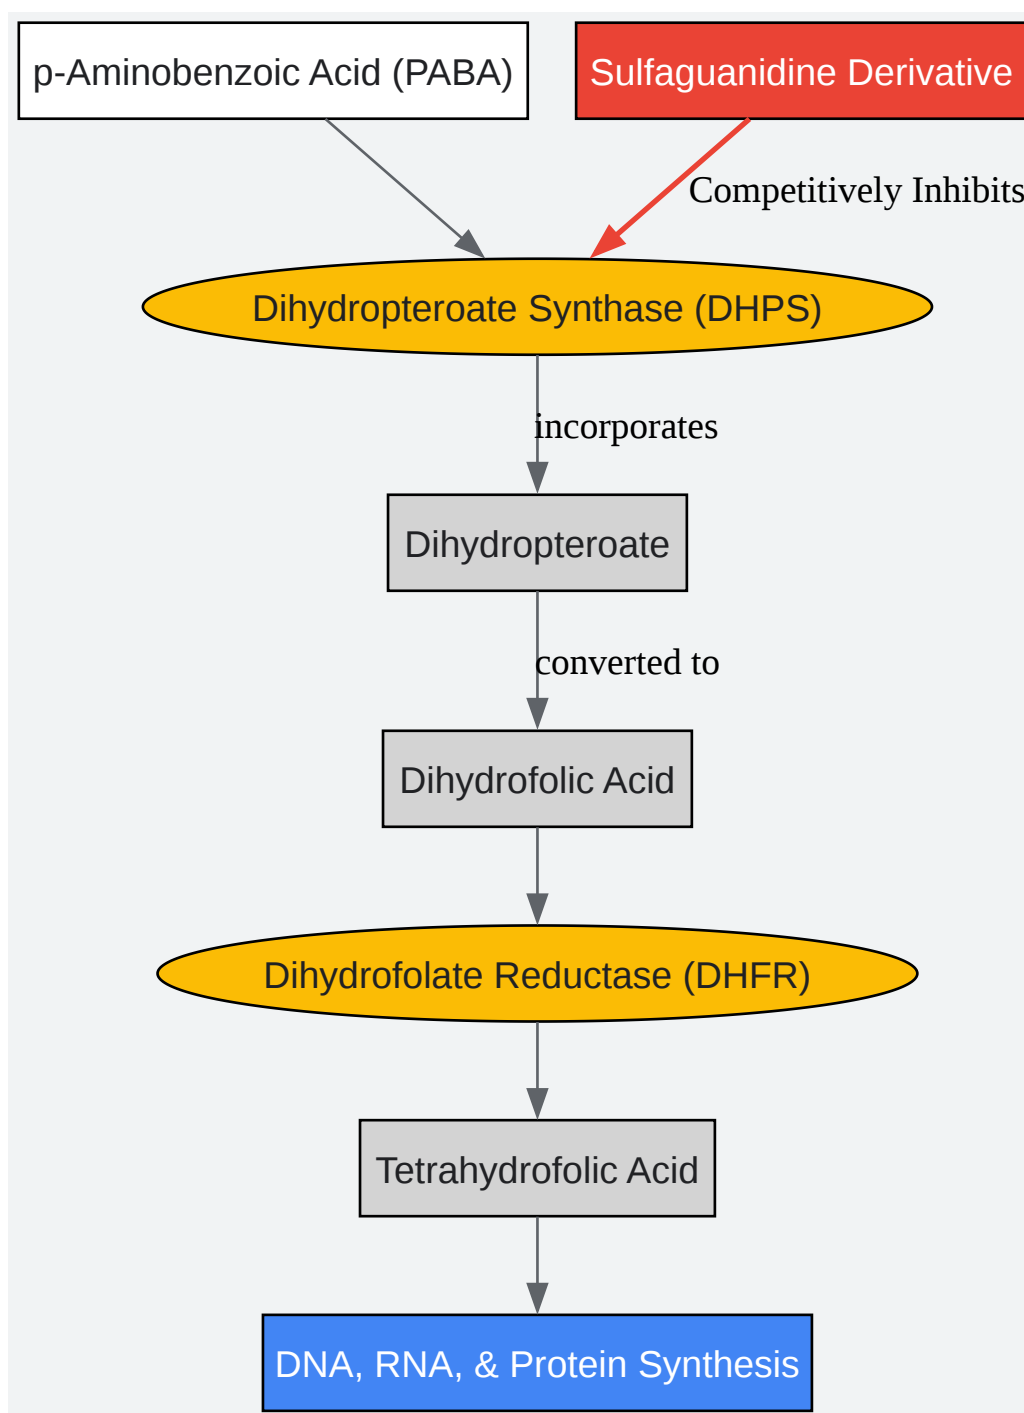 p-Aminobenzoic Acid (PABA)
Sulfaguanidine Derivative
Competitively Inhibits
Dihydropteroate Synthase (DHPS)
incorporates
Dihydropteroate
converted to
Dihydrofolic Acid
Dihydrofolate Reductase (DHFR)
Tetrahydrofolic Acid
DNA, RNA, & Protein Synthesis